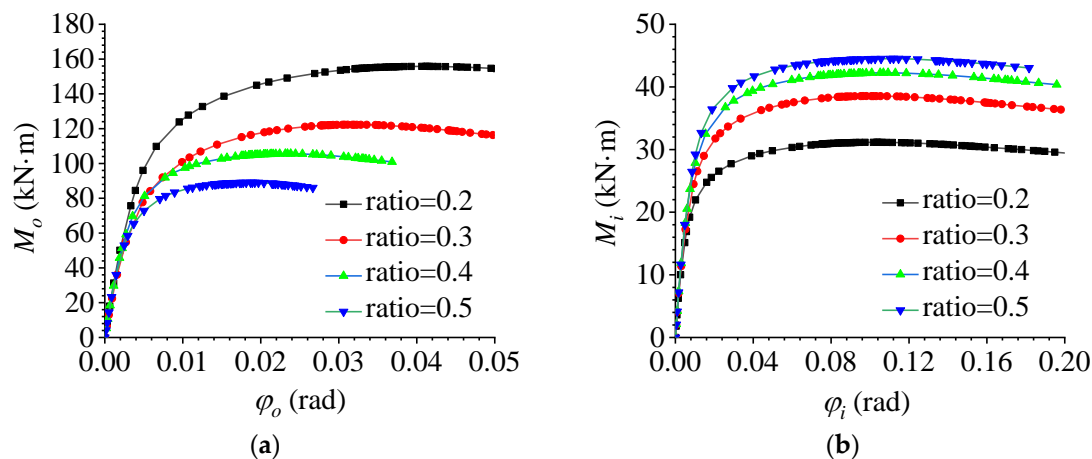 180
160
140
120
100
80
60
40
20
0
M_o (kN·m)
ratio=0.2
ratio=0.3
ratio=0.4
ratio=0.5
0.00 0.01 0.02 0.03 0.04 0.05
φ_o (rad)
(a)
50
40
30
20
10
0
M_i (kN·m)
ratio=0.2
ratio=0.3
ratio=0.4
ratio=0.5
0.00 0.04 0.08 0.12 0.16 0.20
φ_i (rad)
(b)